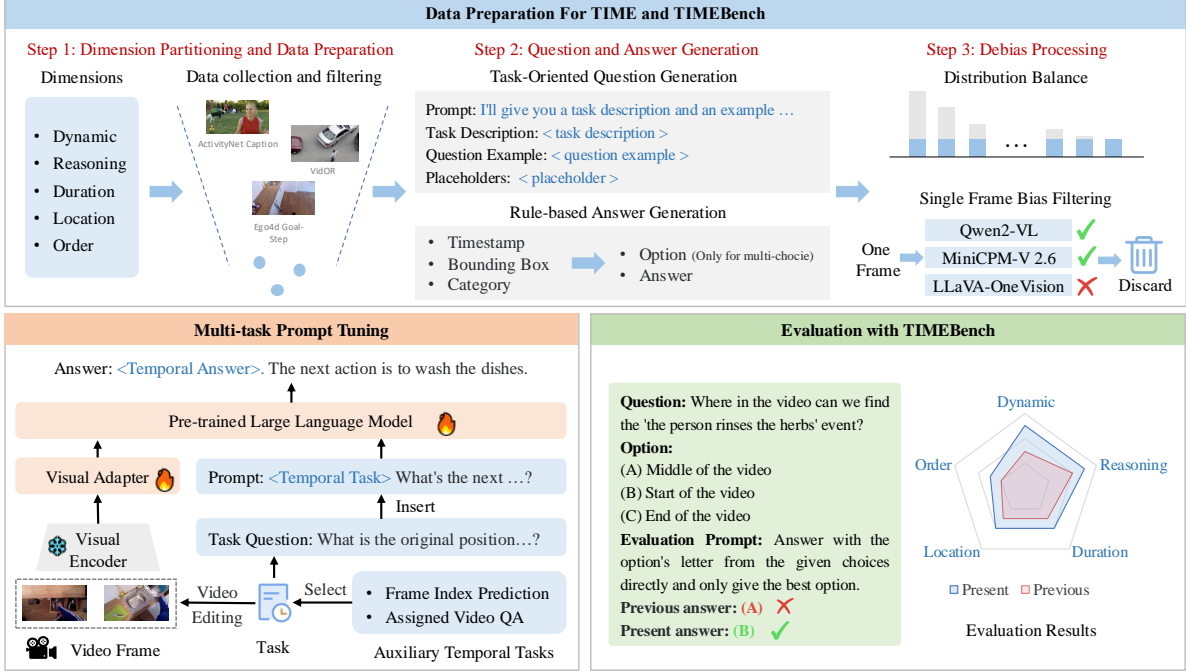 Data Preparation For TIME and TIMEBench
Step 1: Dimension Partitioning and Data Preparation
Dimensions
• Dynamic
• Reasoning
• Duration
• Location
• Order
Data collection and filtering
ActivityNet Caption
VidOR
Ego4d Goal-
Step
Step 2: Question and Answer Generation
Task-Oriented Question Generation
Prompt: I'll give you a task description and an example …
Task Description: < task description >
Question Example: < question example >
Placeholders: < placeholder >
Rule-based Answer Generation
• Timestamp
• Bounding Box
• Category
• Option (Only for multi-chocie)
• Answer
Step 3: Debias Processing
Distribution Balance
…
Single Frame Bias Filtering
One
Frame
Qwen2-VL
MiniCPM-V 2.6
LLaVA-OneVision
Discard
Multi-task Prompt Tuning
Answer: <Temporal Answer>. The next action is to wash the dishes.
Pre-trained Large Language Model
Visual Adapter
Prompt: <Temporal Task> What's the next …?
Insert
Visual
Encoder
Task Question: What is the original position…?
Video
Editing
Select
• Frame Index Prediction
• Assigned Video QA
Video Frame
Task
Auxiliary Temporal Tasks
Evaluation with TIMEBench
Question: Where in the video can we find
the 'the person rinses the herbs' event?
Option:
(A) Middle of the video
(B) Start of the video
(C) End of the video
Evaluation Prompt: Answer with the
option's letter from the given choices
directly and only give the best option.
Previous answer: (A)
Present answer: (B)
Dynamic
Order
Reasoning
Location
Duration
Present
Previous
Evaluation Results